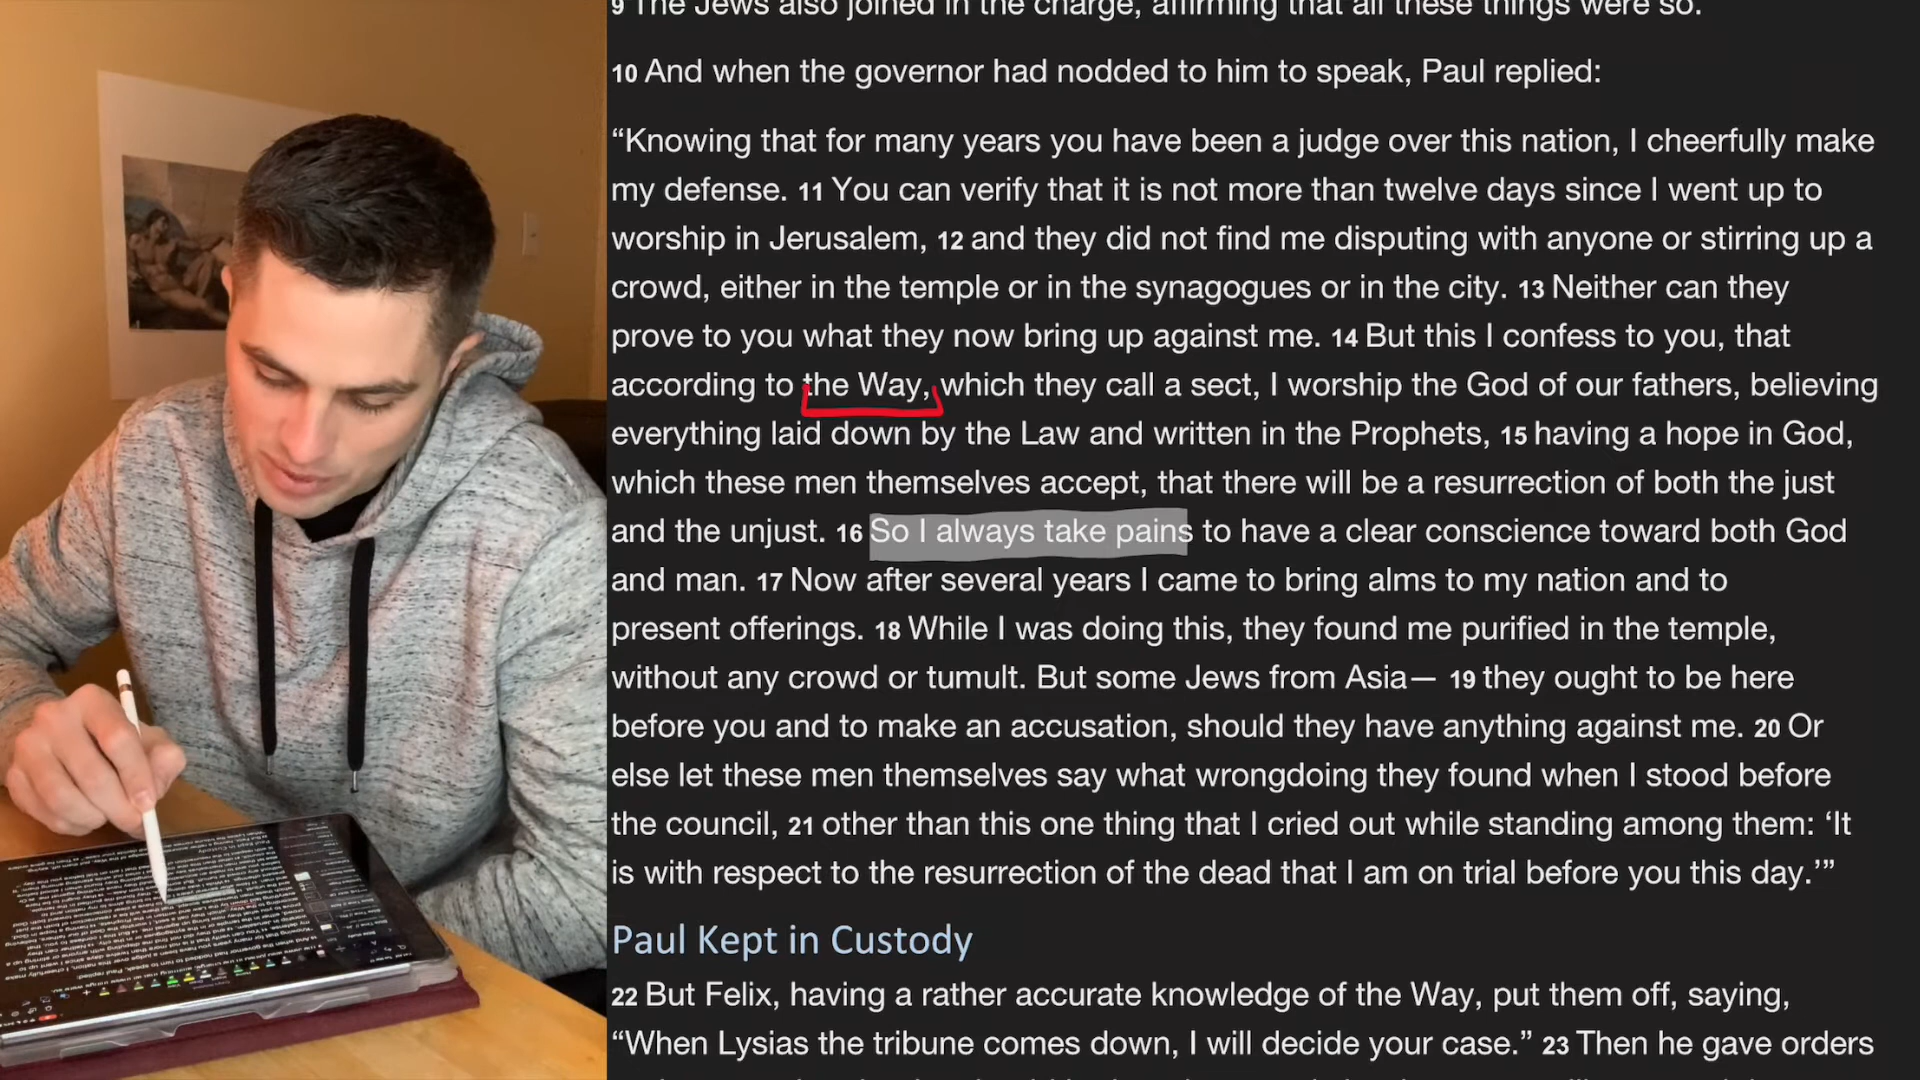 9 The Jews also joined in the charge, affirming that all these things were so.
10 And when the governor had nodded to him to speak, Paul replied:
“Knowing that for many years you have been a judge over this nation, I cheerfully make
my defense. 11 You can verify that it is not more than twelve days since I went up to
worship in Jerusalem, 12 and they did not find me disputing with anyone or stirring up a
crowd, either in the temple or in the synagogues or in the city. 13 Neither can they
prove to you what they now bring up against me. 14 But this I confess to you, that
according to the Way, which they call a sect, I worship the God of our fathers, believing
everything laid down by the Law and written in the Prophets, 15 having a hope in God,
which these men themselves accept, that there will be a resurrection of both the just
and the unjust. 16 So I always take pains to have a clear conscience toward both God
and man. 17 Now after several years I came to bring alms to my nation and to
present offerings. 18 While I was doing this, they found me purified in the temple,
without any crowd or tumult. But some Jews from Asia— 19 they ought to be here
before you and to make an accusation, should they have anything against me. 20 Or
else let these men themselves say what wrongdoing they found when I stood before
the council, 21 other than this one thing that I cried out while standing among them: ‘It
is with respect to the resurrection of the dead that I am on trial before you this day.’”
Paul Kept in Custody
22 But Felix, having a rather accurate knowledge of the Way, put them off, saying,
“When Lysias the tribune comes down, I will decide your case.” 23 Then he gave orders